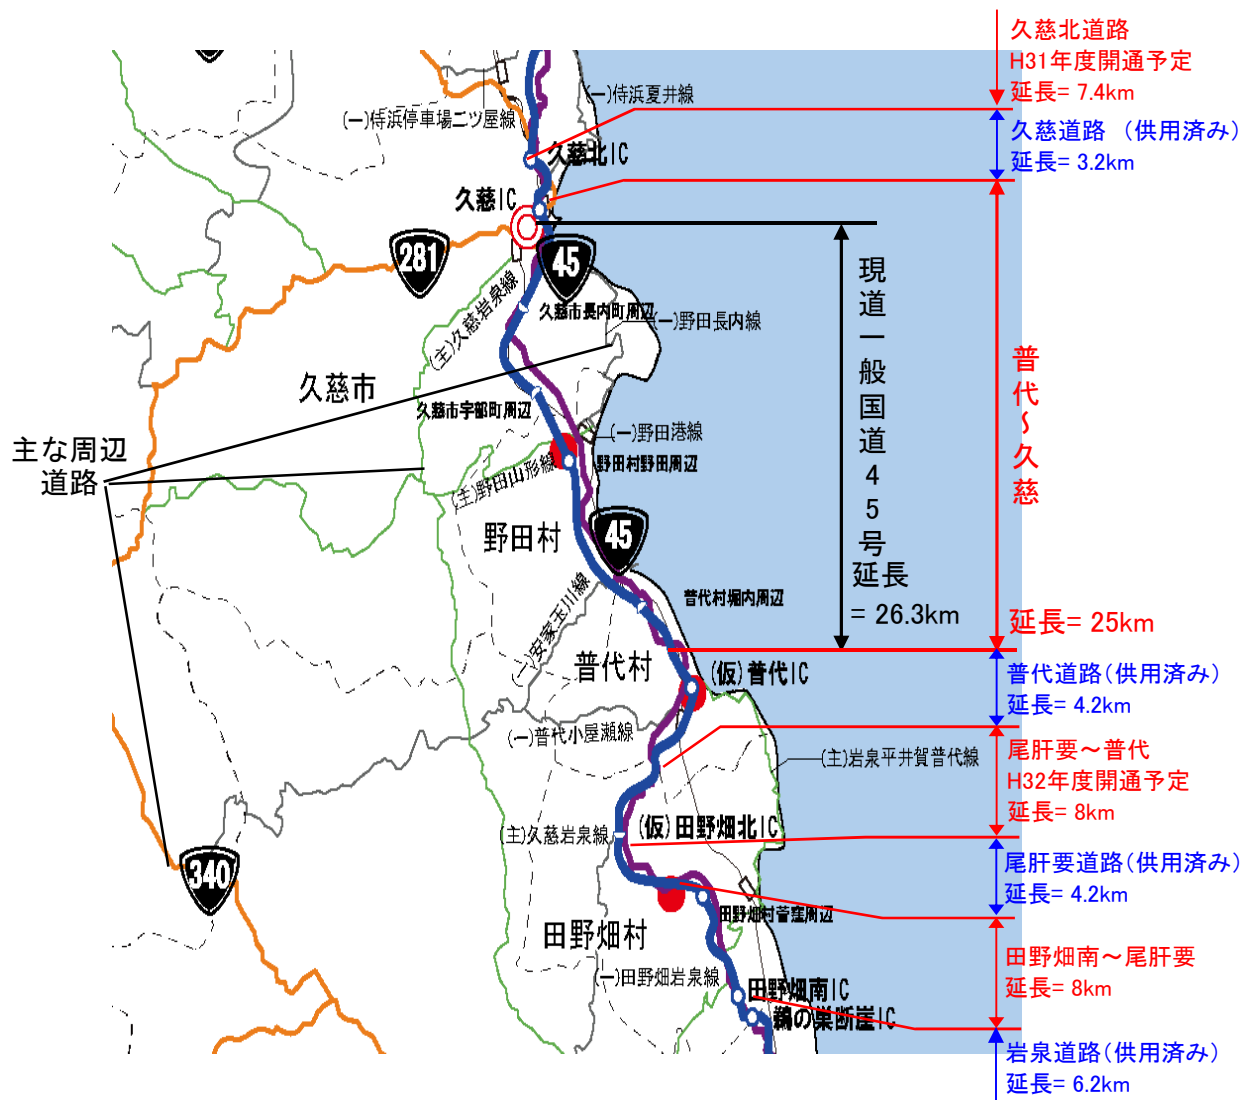 久慈北道路
H31年度開通予定
延長= 7.4km
久慈道路 (供用済み)
延長= 3.2km
(一)侍浜夏井線
(一)侍浜停車場二ツ屋線
久慈北IC
久慈IC
281
45
現道一般国道45号
延長
= 26.3km
(主)久慈岩泉線
久慈市長内町周辺
(一)野田長内線
普代~久慈
延長= 25km
久慈市
久慈市宇部町周辺
主な周辺
道路
(一)野田港線
野田村野田周辺
(主)野田山形線
野田村
45
(一)安家玉川線
普代村堀内周辺
普代村
(仮)普代IC
普代道路(供用済み)
延長= 4.2km
(一)普代小屋瀬線
(主)岩泉平井賀普代線
尾肝要~普代
H32年度開通予定
延長= 8km
(主)久慈岩泉線
(仮)田野畑北IC
尾肝要道路(供用済み)
延長= 4.2km
340
田野畑村菅窪周辺
田野畑村
(一)田野畑岩泉線
田野畑南~尾肝要
延長= 8km
田野畑南IC
鵜の巣断崖IC
岩泉道路(供用済み)
延長= 6.2km